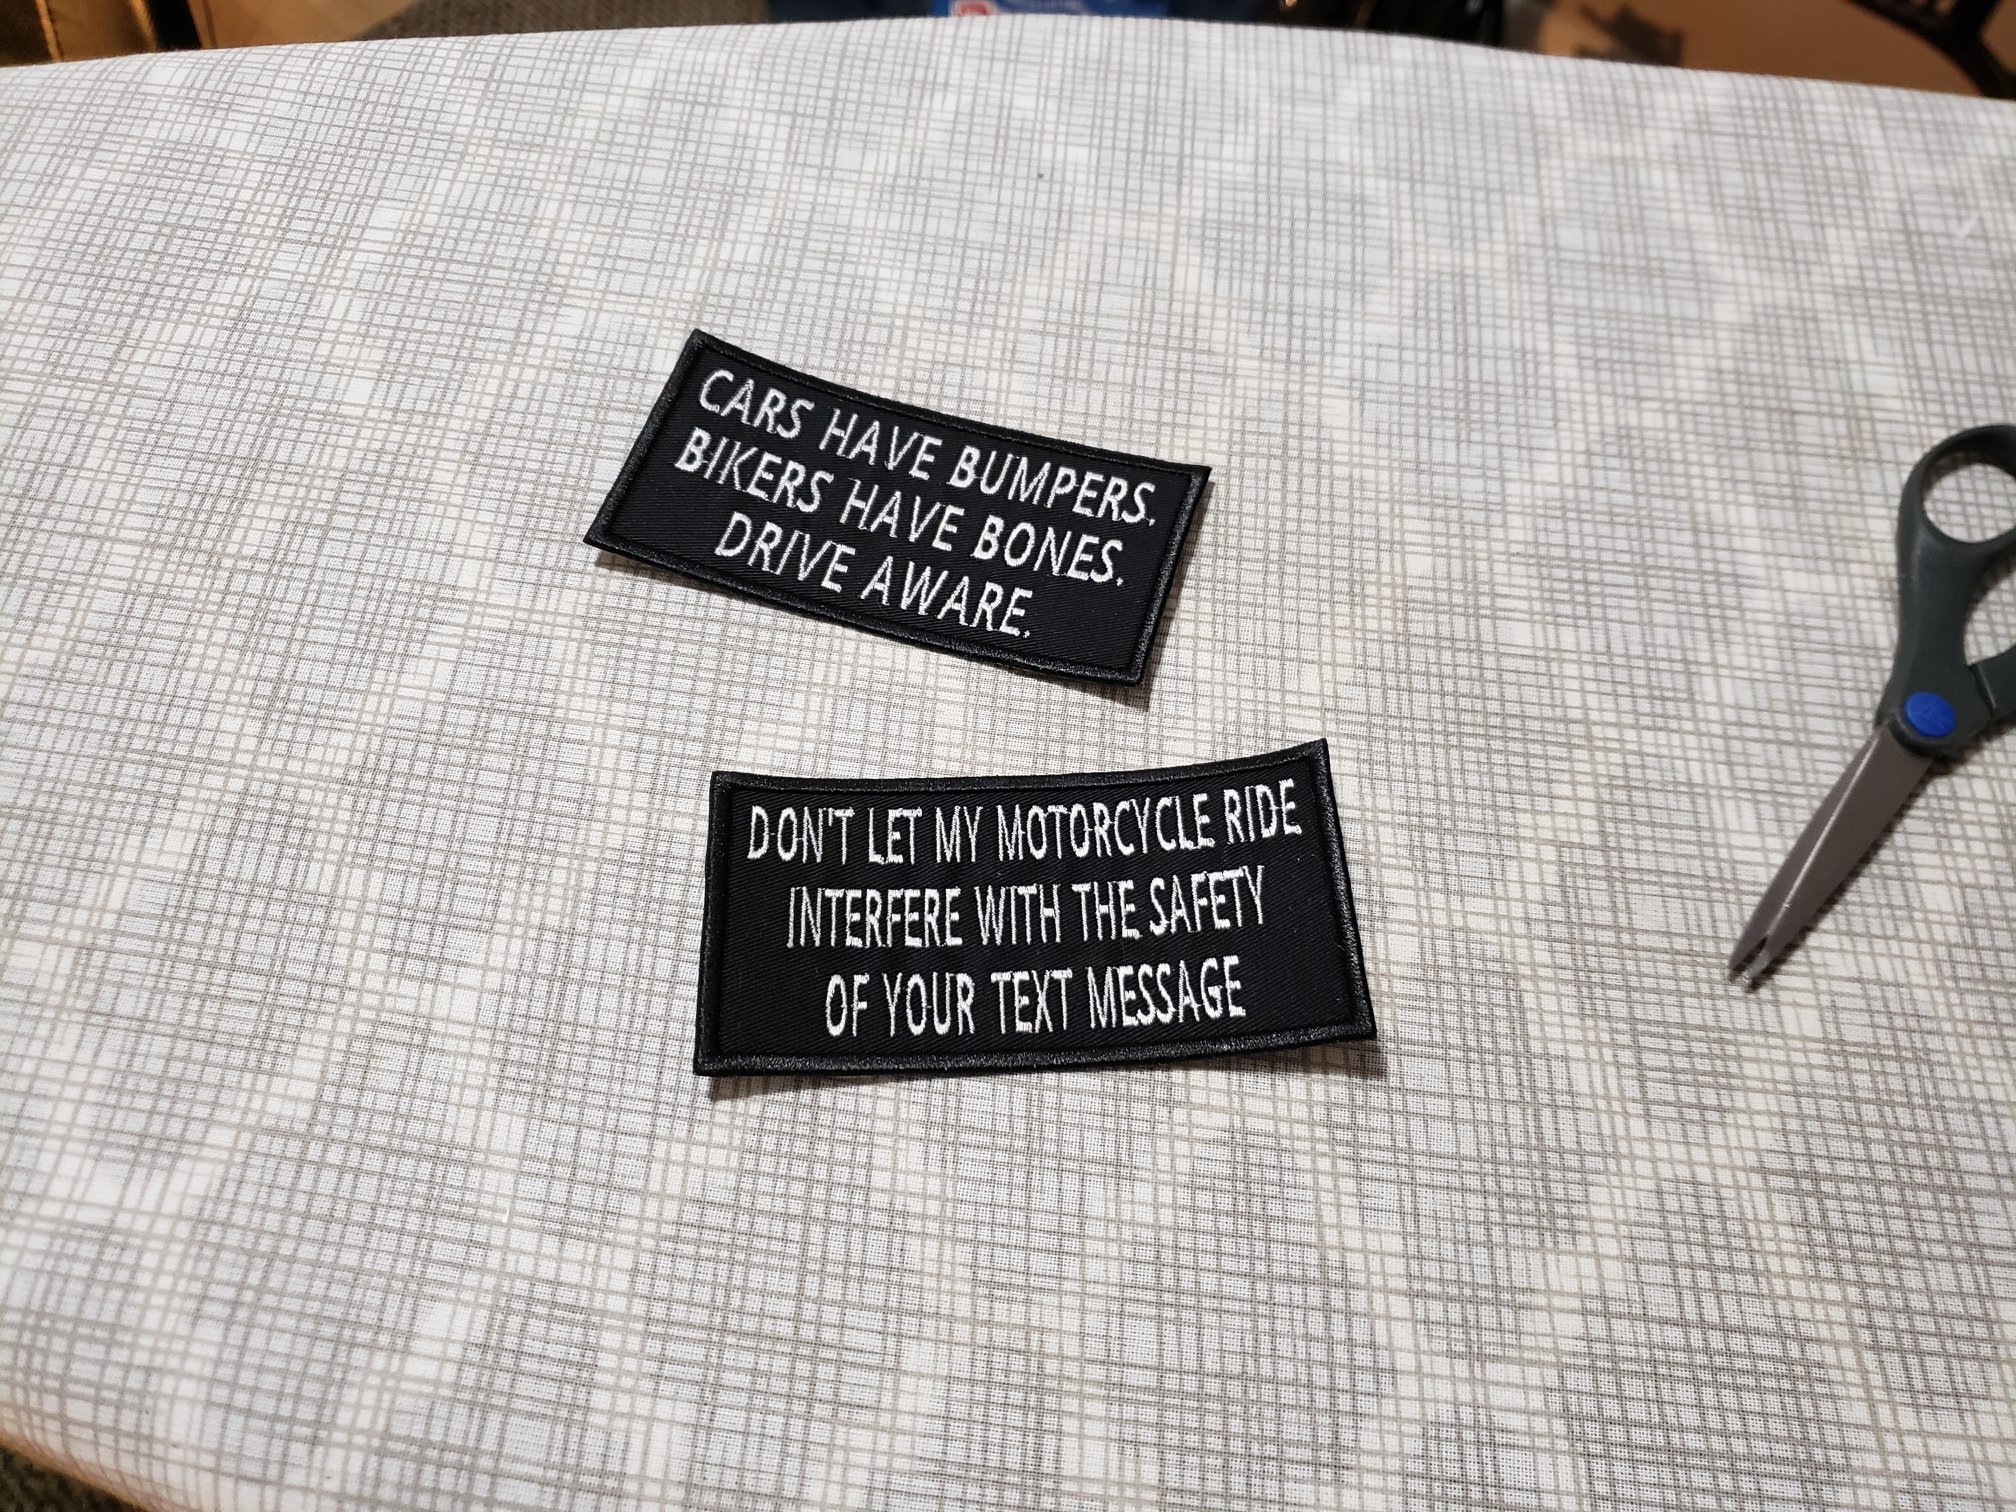 CARS HAVE BUMPERS.
BIKERS HAVE BONES.
DRIVE AWARE.
DON'T LET MY MOTORCYCLE RIDE
INTERFERE WITH THE SAFETY
OF YOUR TEXT MESSAGE